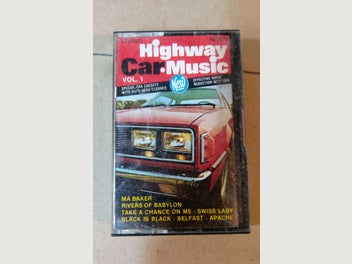 STEREO
Highway
Car-Music
VOL. 1
New
SPECIAL CAR CASSETTE
WITH AUTO HEAD CLEANER
EFFECTIVE NOISE
REDUCTION WITH
MA BAKER
RIVERS OF BABYLON
TAKE A CHANCE ON ME - SWISS LADY
BLACK IS BLACK - BELFAST - APACHE